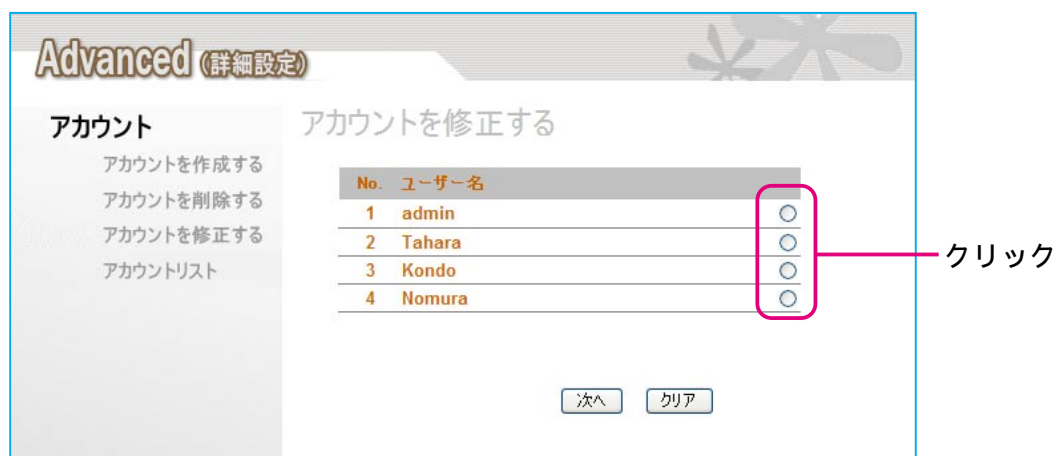 Advanced (詳細設定)
アカウント
アカウントを作成する
アカウントを削除する
アカウントを修正する
アカウントリスト
アカウントを修正する
No. ユーザー名
1 admin
2 Tahara
3 Kondo
4 Nomura
次へ クリア
クリック